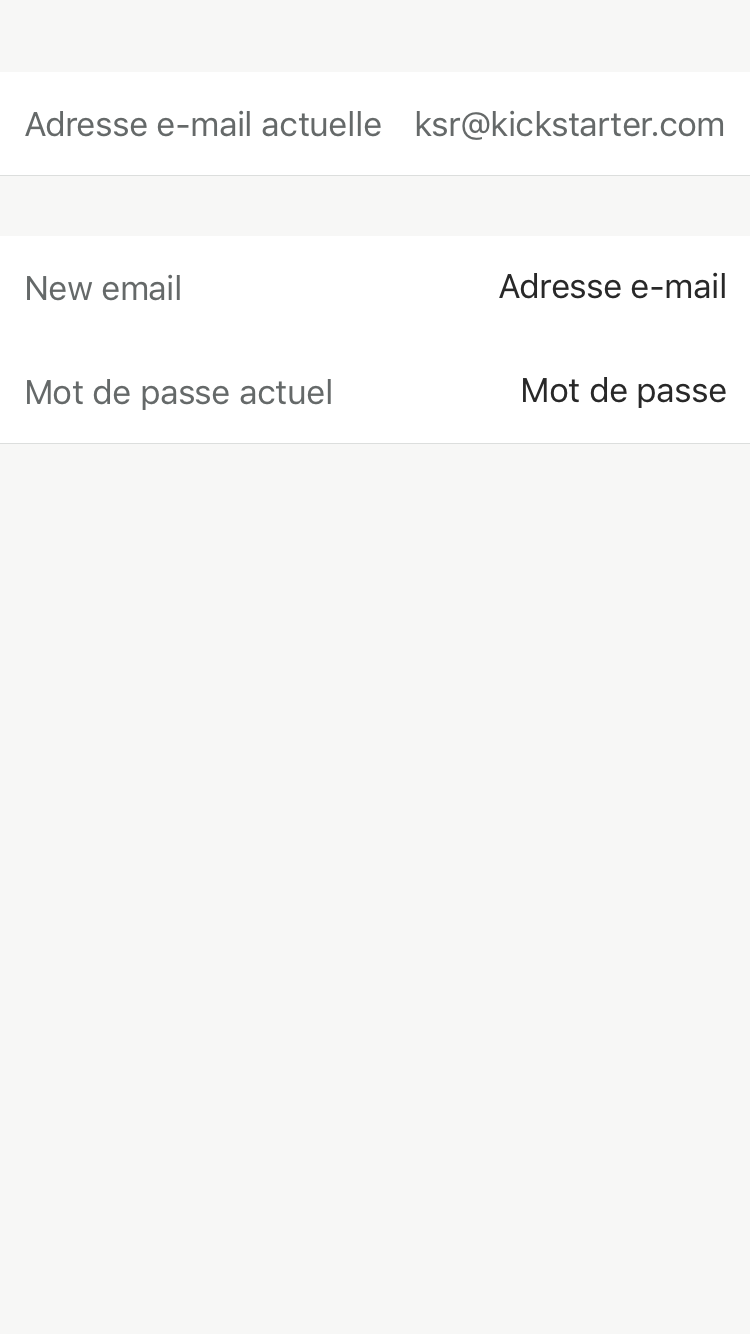 Adresse e-mail actuelle ksr@kickstarter.com
New email Adresse e-mail
Mot de passe actuel Mot de passe